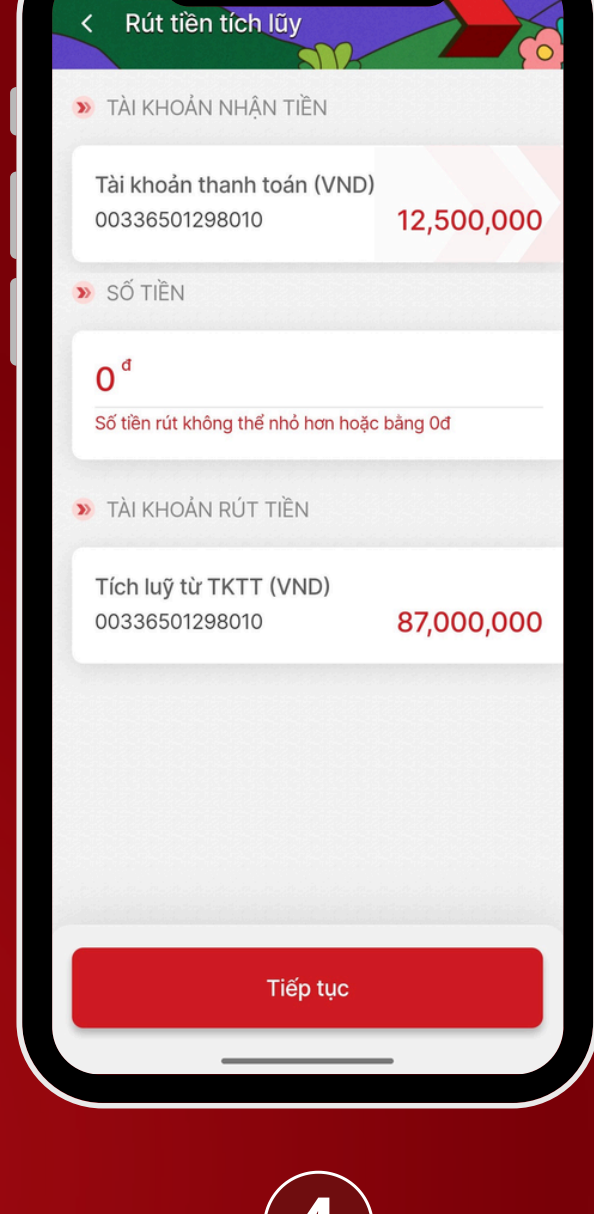 Rút tiền tích lũy
TÀI KHOẢN NHẬN TIỀN
Tài khoản thanh toán (VND)
00336501298010 12,500,000
SỐ TIỀN
0 đ
Số tiền rút không thể nhỏ hơn hoặc bằng 0đ
TÀI KHOẢN RÚT TIỀN
Tích luỹ từ TKTT (VND)
00336501298010 87,000,000
Tiếp tục
4